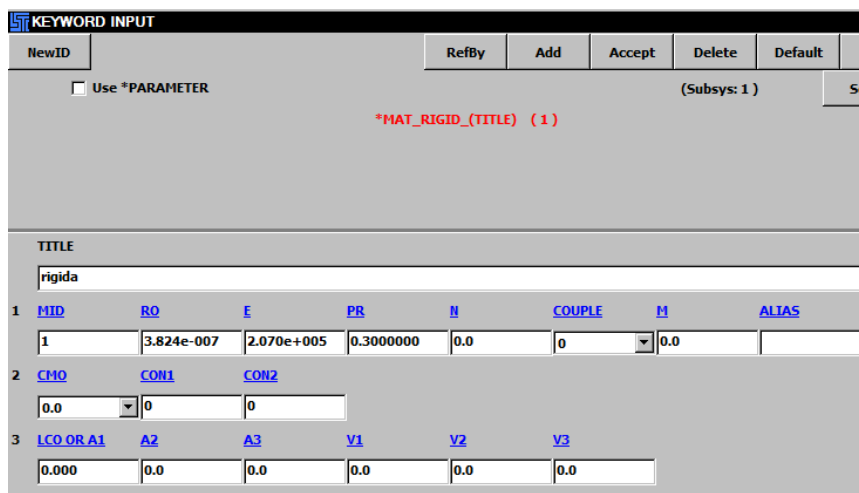 KEYWORD INPUT
NewID RefBy Add Accept Delete Default
Use *PARAMETER (Subsys: 1 )
*MAT_RIGID_(TITLE) ( 1 )
TITLE
rigida
1 MID RO E PR N COUPLE M ALIAS
1 3.824e-007 2.070e+005 0.3000000 0.0 0 0.0
2 CMO CON1 CON2
0.0 0 0
3 LCO OR A1 A2 A3 V1 V2 V3
0.000 0.0 0.0 0.0 0.0 0.0